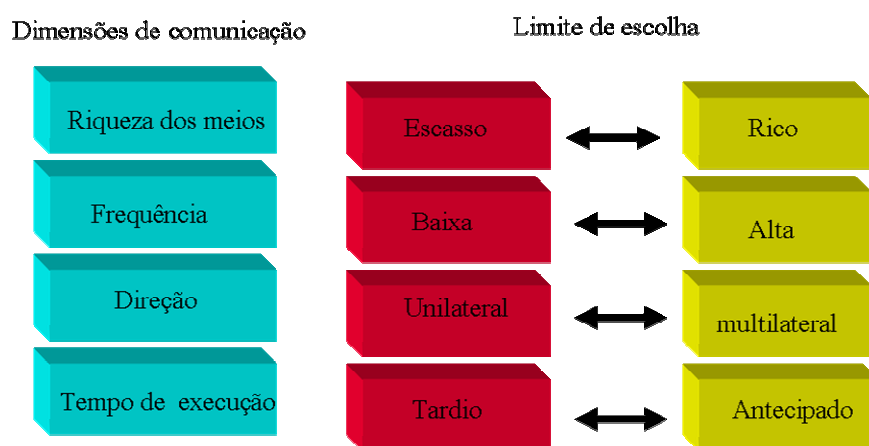 Dimensões de comunicação
Limite de escolha
Riqueza dos meios
Escasso
Rico
Frequência
Baixa
Alta
Direção
Unilateral
multilateral
Tempo de execução
Tardio
Antecipado